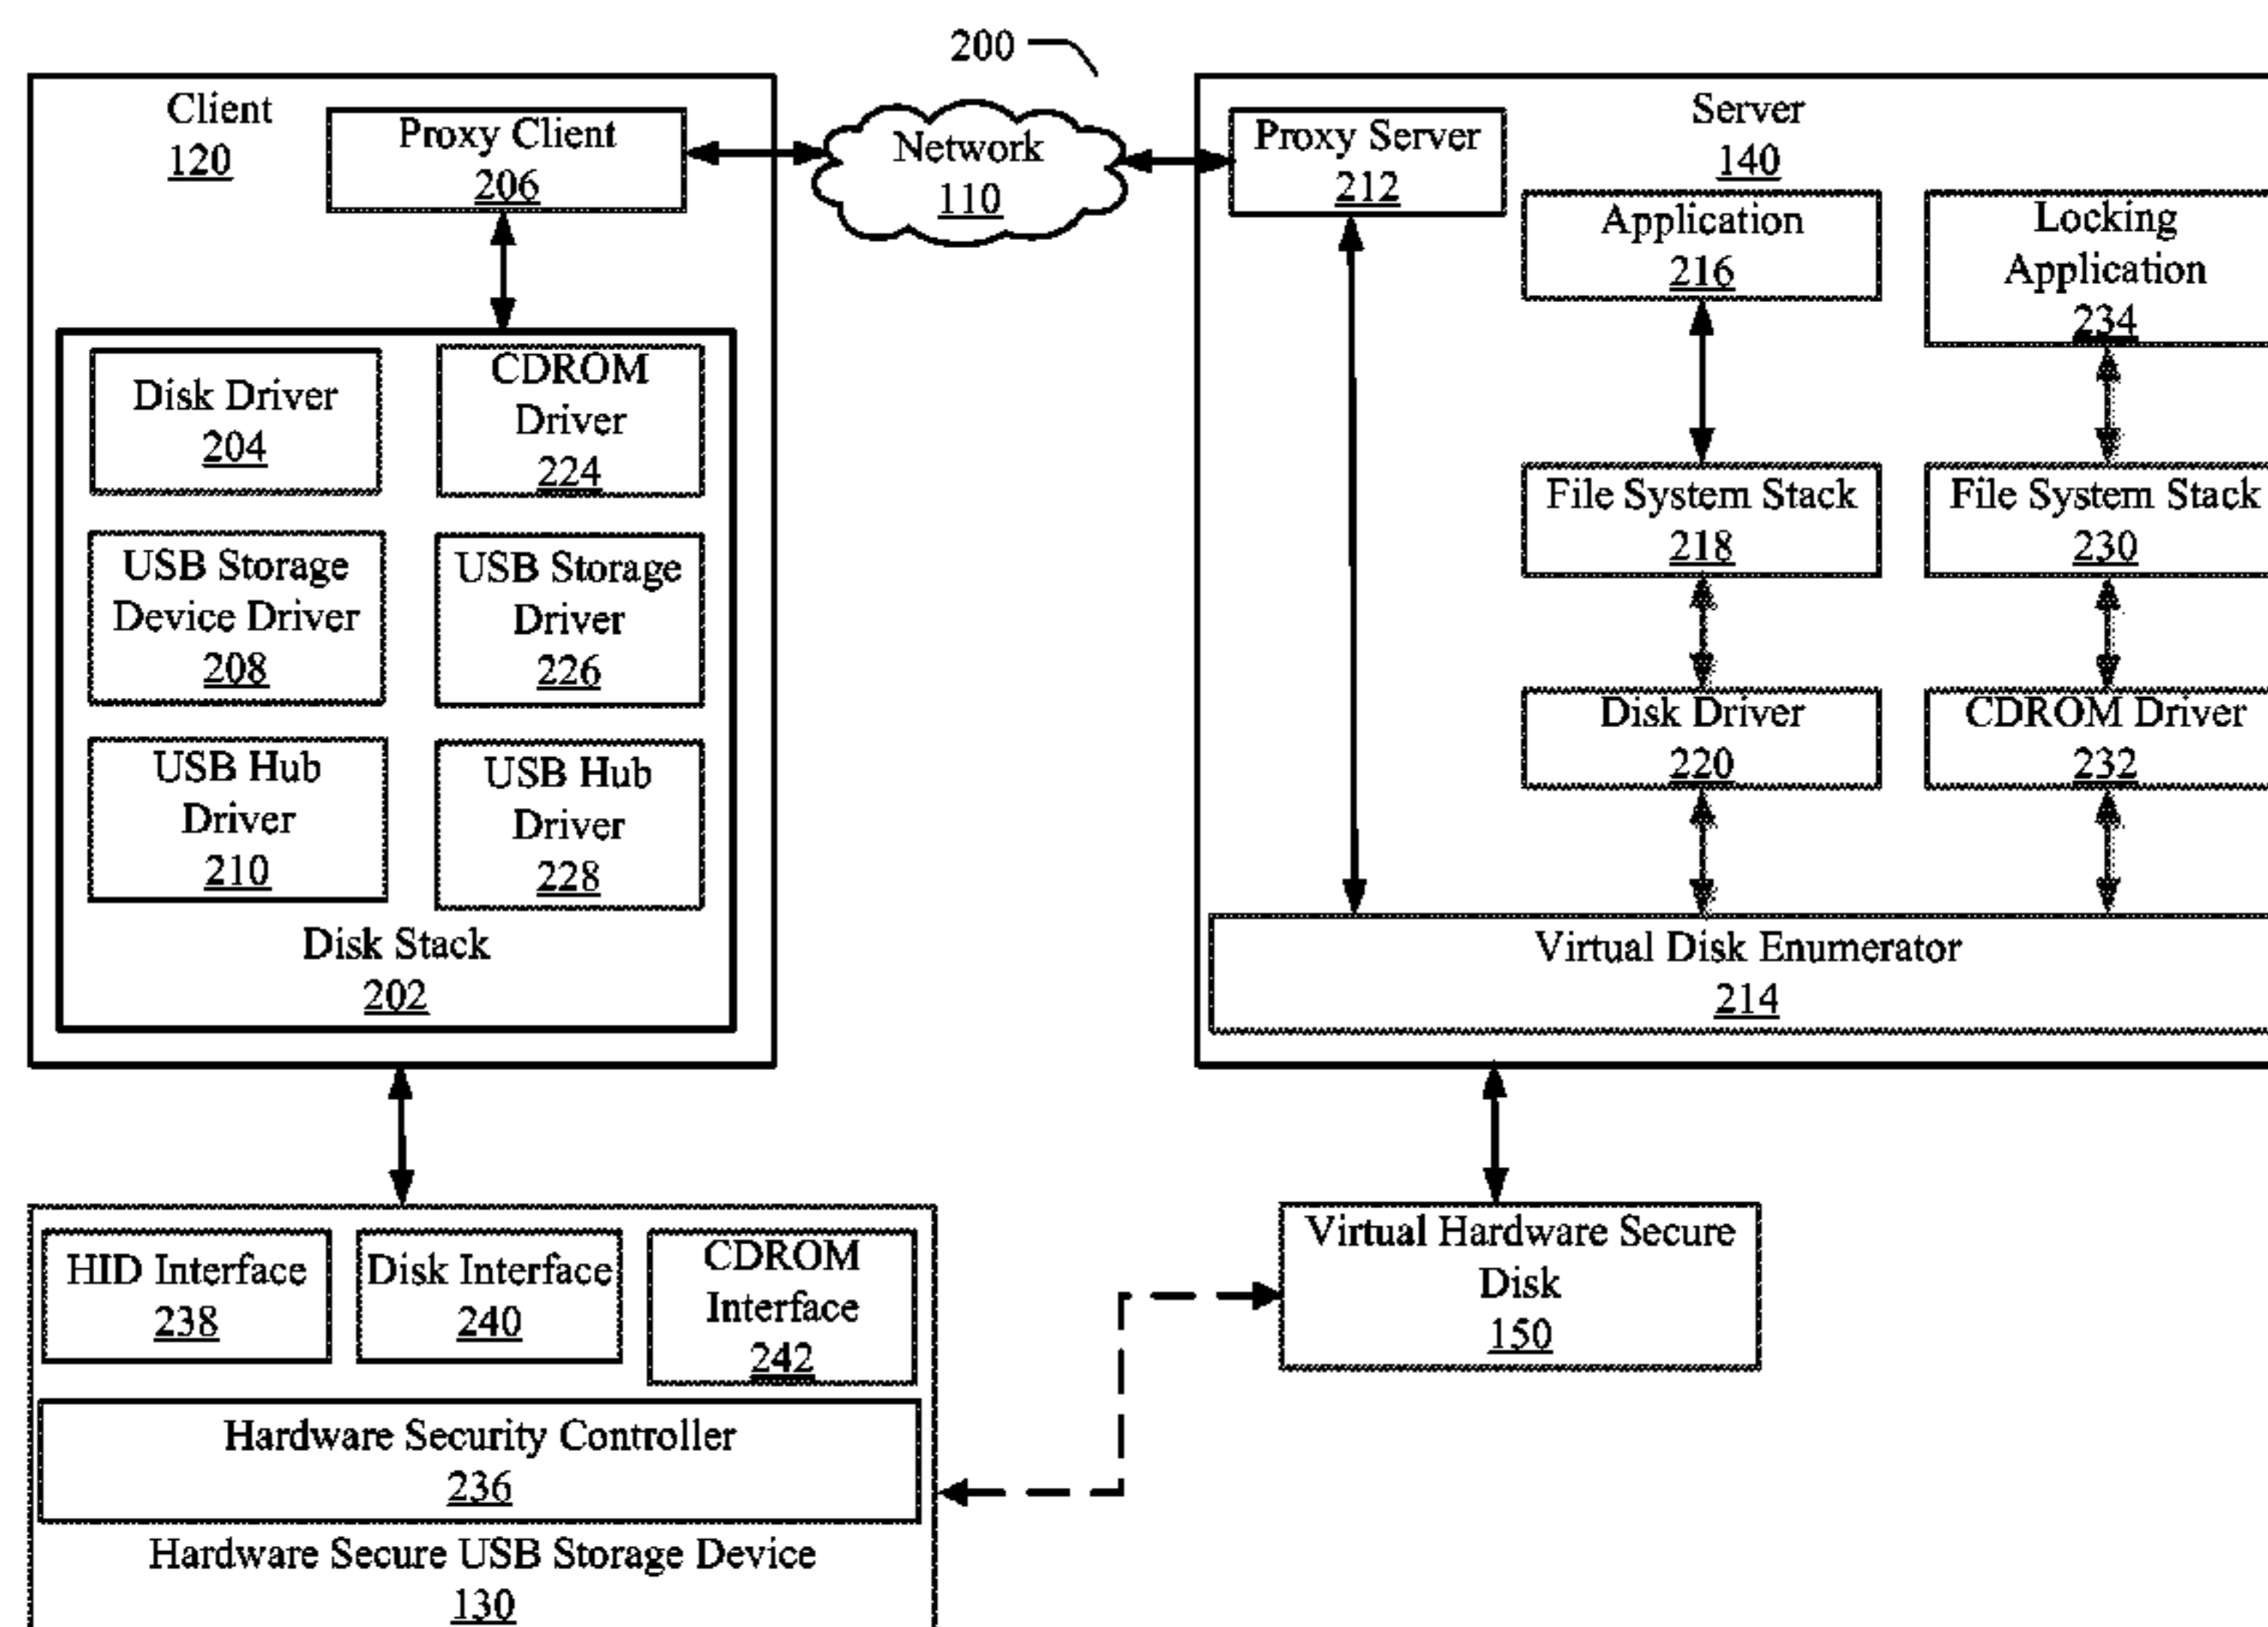 200
Client
120
Proxy Client
206
Network
110
Proxy Server
212
Server
140
Application
216
Locking
Application
234
Disk Driver
204
CDROM
Driver
224
USB Storage
Device Driver
208
USB Storage
Driver
226
USB Hub
Driver
210
USB Hub
Driver
228
Disk Stack
202
File System Stack
218
File System Stack
230
Disk Driver
220
CDROM Driver
232
Virtual Disk Enumerator
214
HID Interface
238
Disk Interface
240
CDROM
Interface
242
Hardware Security Controller
236
Hardware Secure USB Storage Device
130
Virtual Hardware Secure
Disk
150